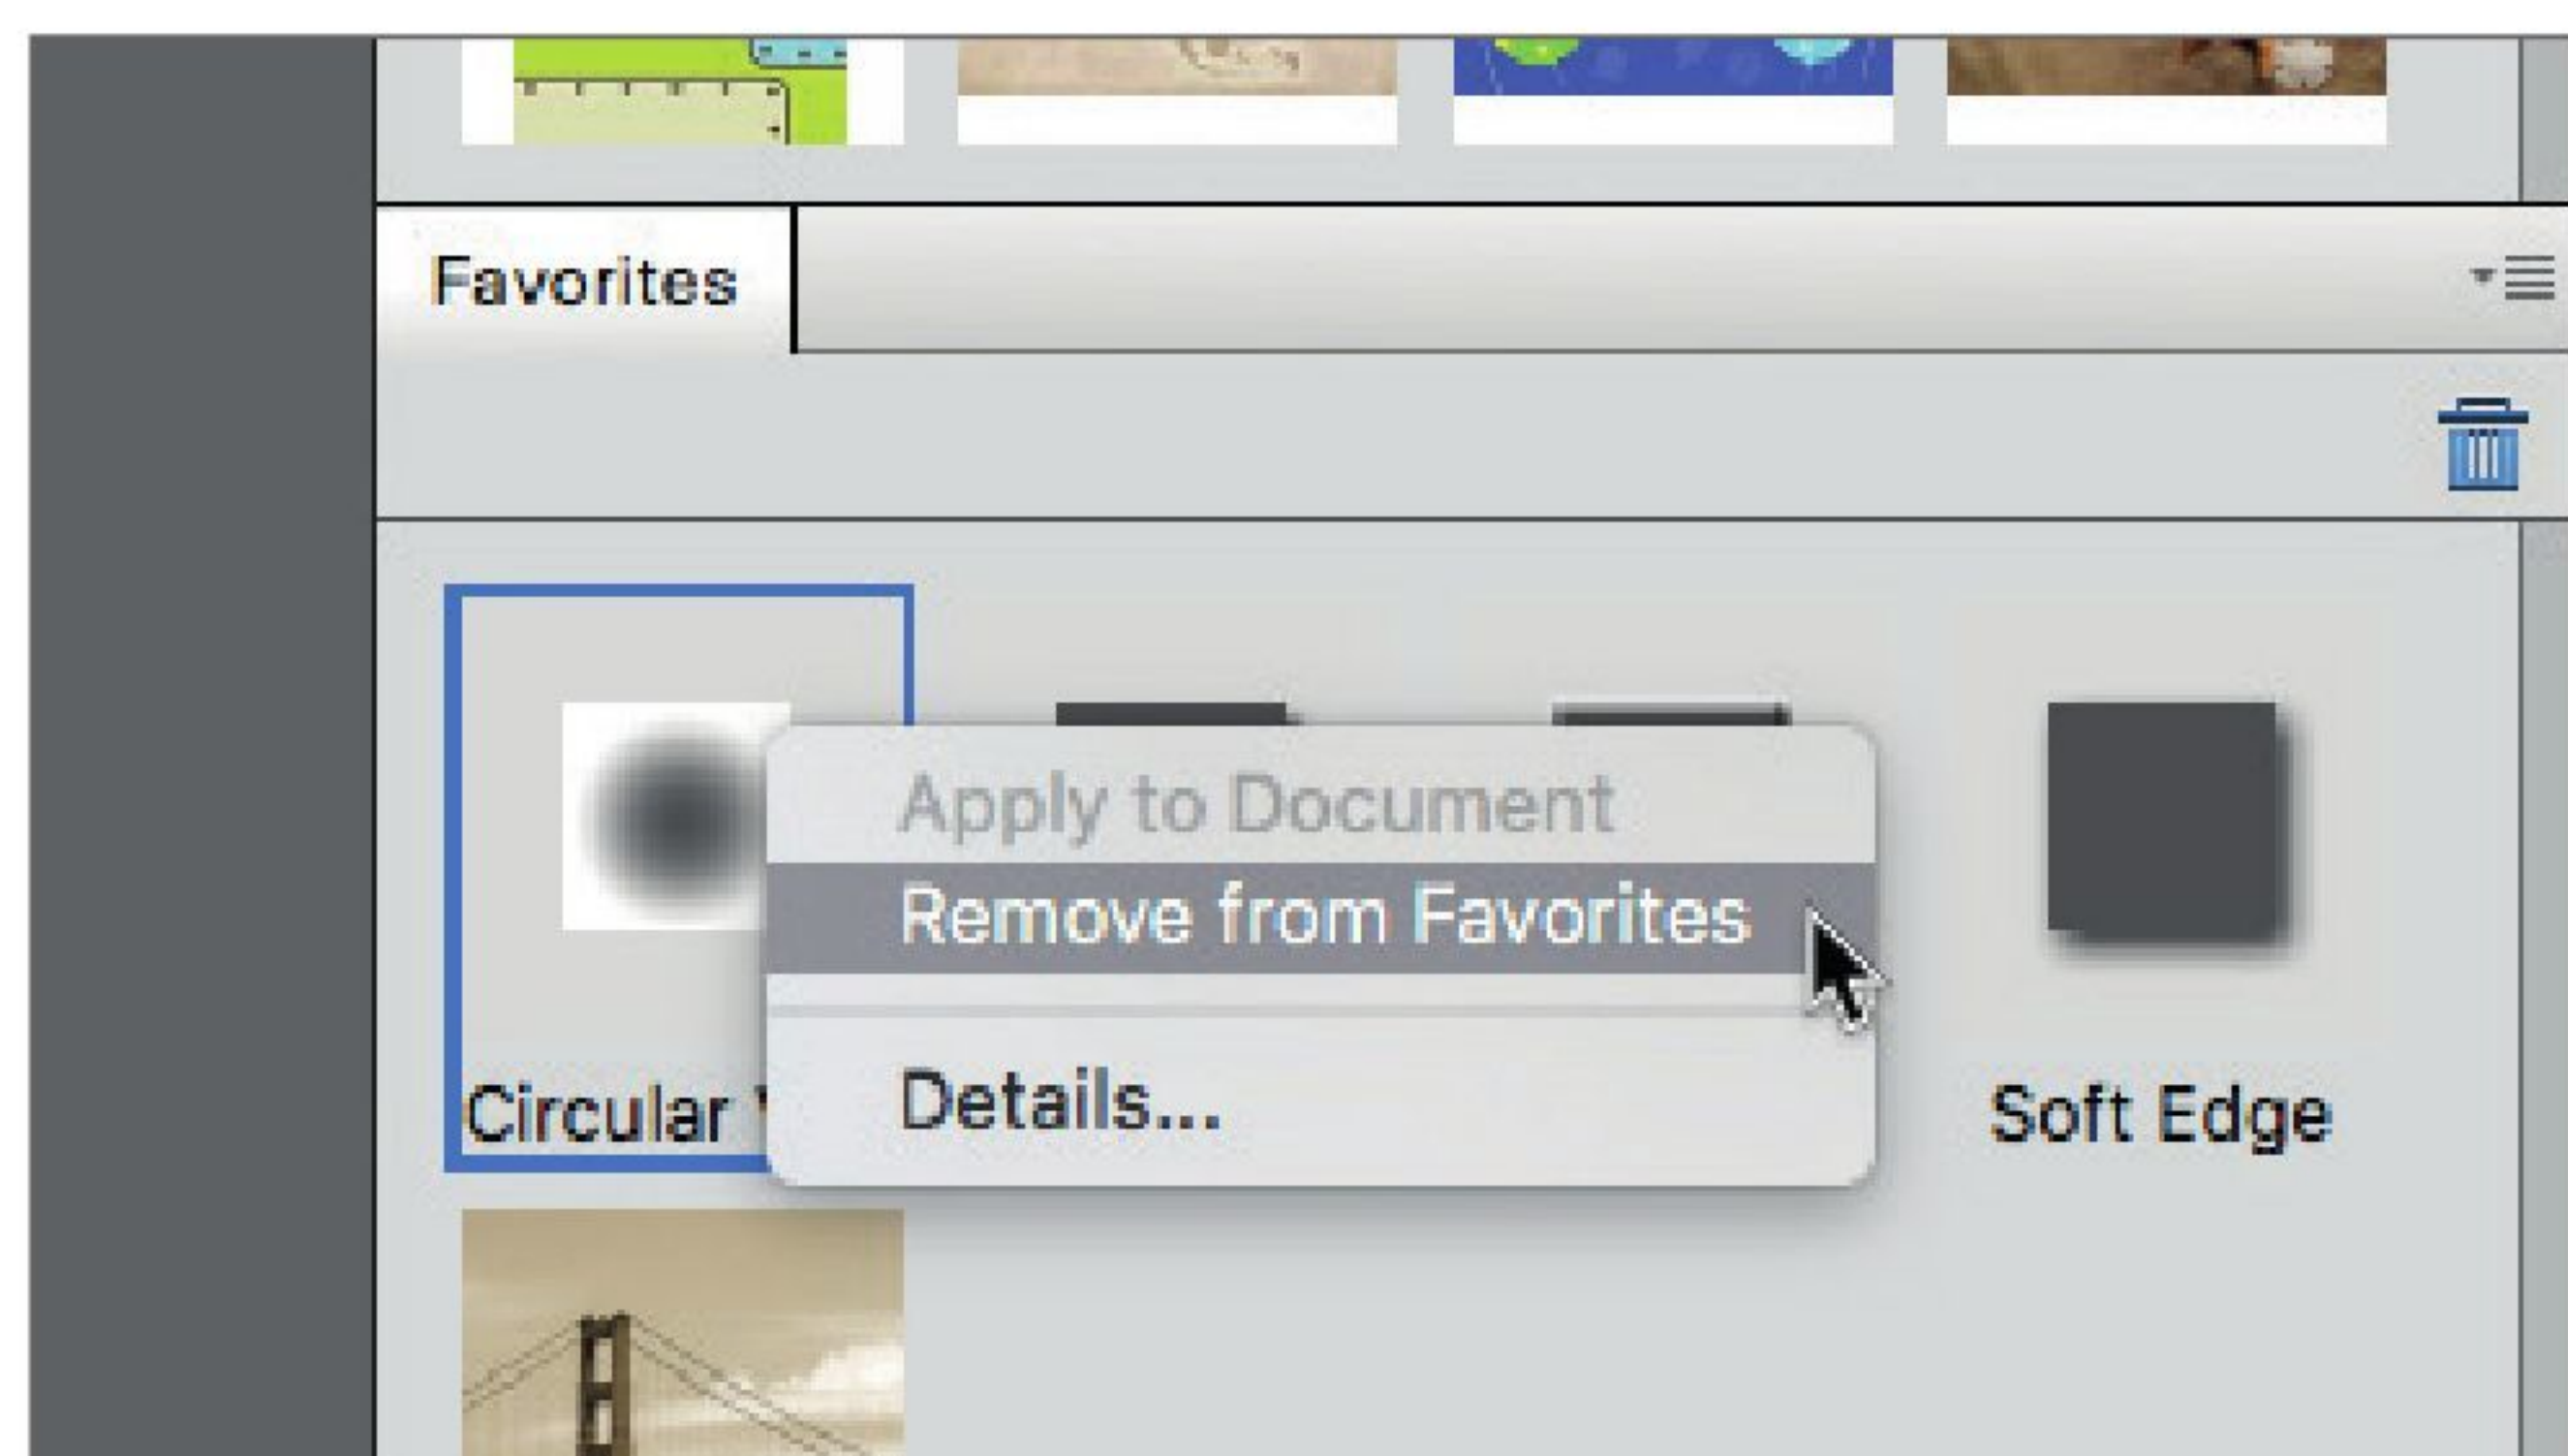 Favorites
Apply to Document
Remove from Favorites
Details...
Circular
Soft Edge